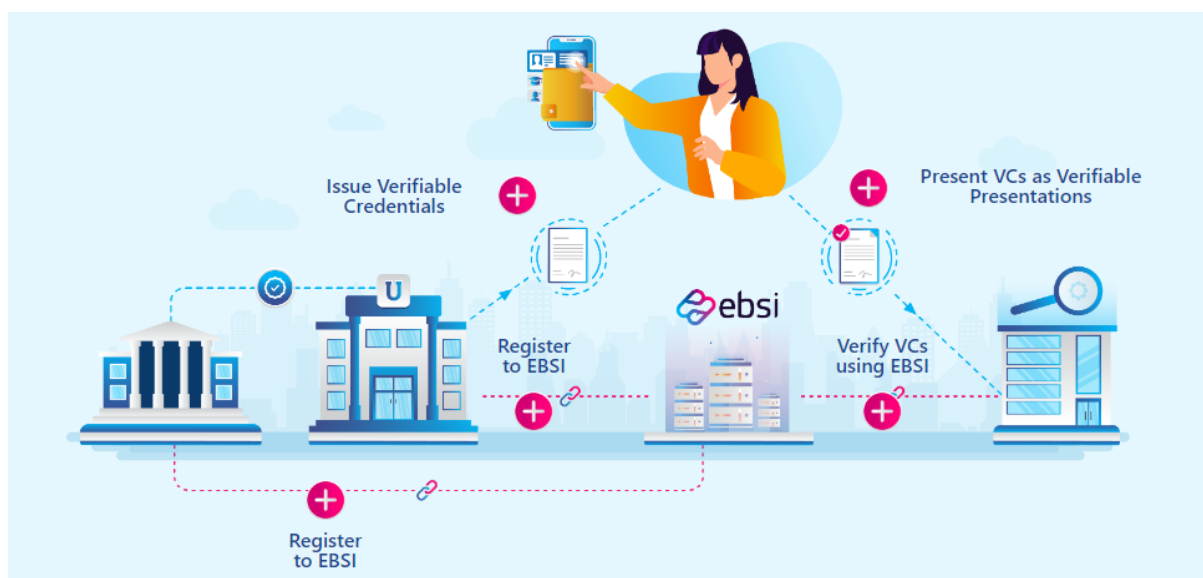 Issue Verifiable
Credentials
Present VCs as Verifiable
Presentations
U
ebsi
Register
to EBSI
Verify VCs
using EBSI
Register
to EBSI